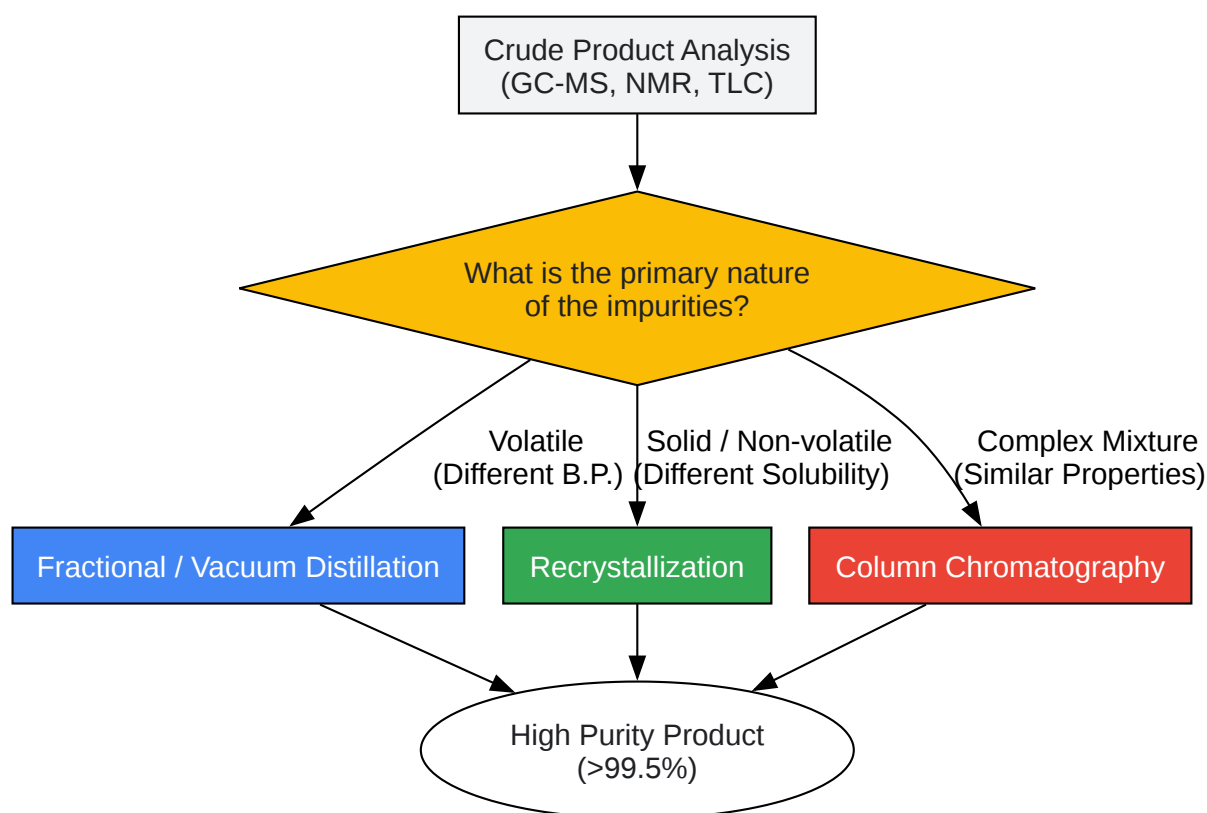 Crude Product Analysis
(GC-MS, NMR, TLC)
What is the primary nature
of the impurities?
Volatile
(Different B.P.)
Solid / Non-volatile
(Different Solubility)
Complex Mixture
(Similar Properties)
Fractional / Vacuum Distillation
Recrystallization
Column Chromatography
High Purity Product
(>99.5%)